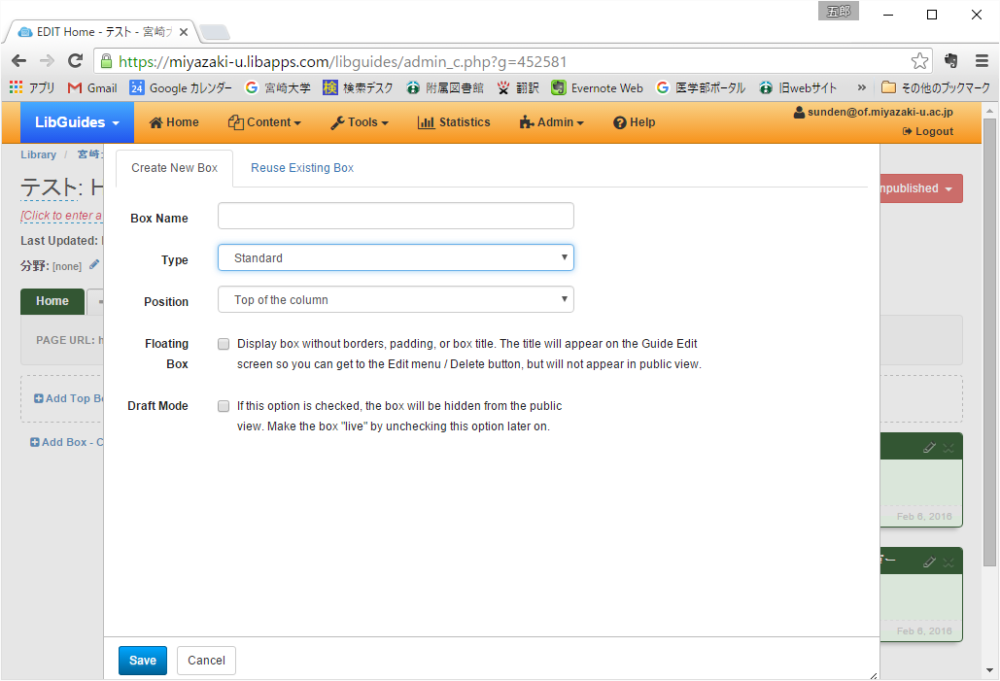 五郎
EDIT Home - テスト - 宮崎大
https://miyazaki-u.libapps.com/libguides/admin_c.php?g=452581
アプリ Gmail 24 Google カレンダー 宮崎大学 検 検索デスク 附属図書館 翻訳 Evernote Web 医学部ポータル 旧webサイト » その他のブックマーク
LibGuides Home Content Tools Statistics Admin Help sunden@of.miyazaki-u.ac.jp
Logout
Library / 宮崎
Create New Box Reuse Existing Box
テスト: H
npublished
[Click to enter a
Box Name
Last Updated:
Type Standard
分野: [none]
Position Top of the column
Home
Floating Box
Display box without borders, padding, or box title. The title will appear on the Guide Edit
screen so you can get to the Edit menu / Delete button, but will not appear in public view.
PAGE URL: h
Add Top Bo
Draft Mode
If this option is checked, the box will be hidden from the public
view. Make the box "live" by unchecking this option later on.
Add Box - C
Feb 6, 2016
Feb 6, 2016
Save Cancel